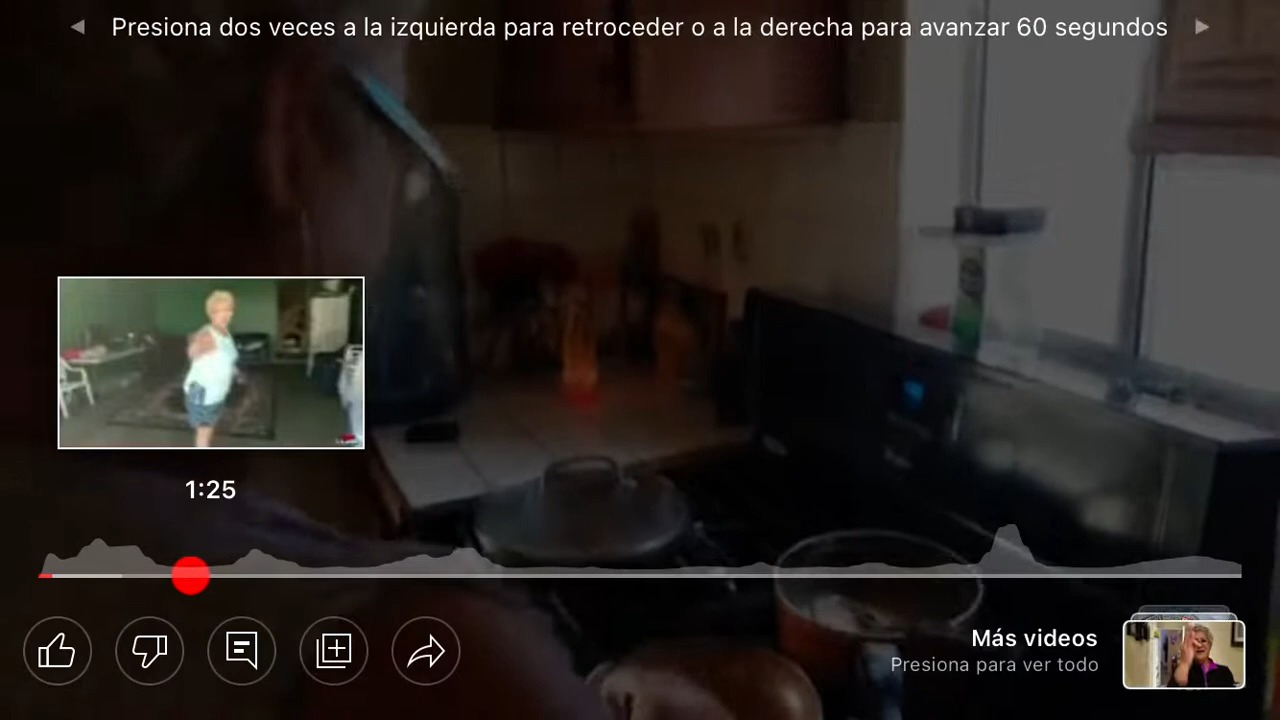 Presiona dos veces a la izquierda para retroceder o a la derecha para avanzar 60 segundos
1:25
Más videos
Presiona para ver todo